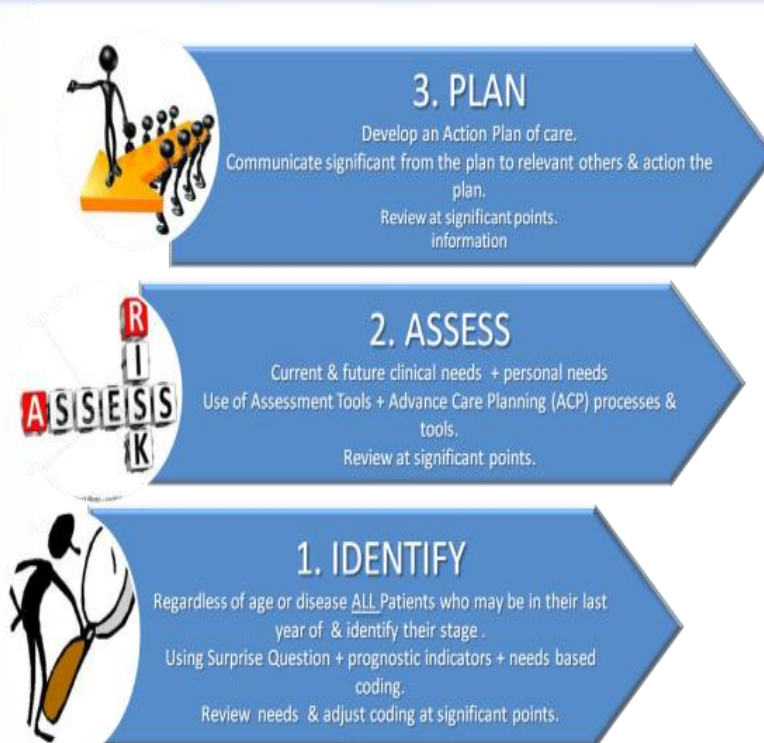 3. PLAN
Develop an Action Plan of care.
Communicate significant from the plan to relevant others & action the
plan.
Review at significant points.
information
R
I
ASSESS
K
2. ASSESS
Current & future clinical needs + personal needs
Use of Assessment Tools + Advance Care Planning (ACP) processes &
tools.
Review at significant points.
1. IDENTIFY
Regardless of age or disease ALL Patients who may be in their last
year of & identify their stage .
Using Surprise Question + prognostic indicators + needs based
coding.
Review needs & adjust coding at significant points.